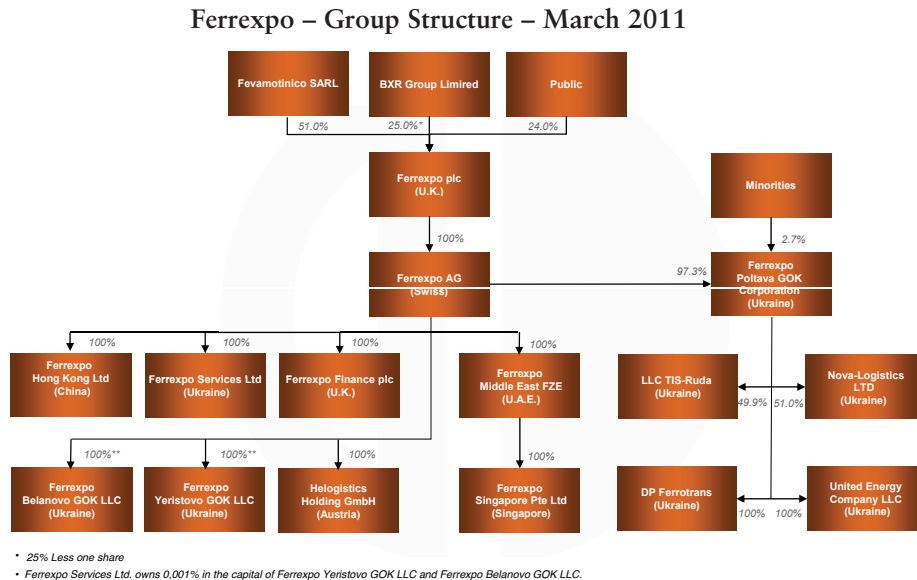 Ferrexpo – Group Structure – March 2011
Fevamotinico SARL
BXR Group Limired
Public
51.0%
25.0%*
24.0%
Ferrexpo plc
(U.K.)
Minorities
100%
2.7%
Ferrexpo AG
(Swiss)
97.3%
Ferrexpo
Poltava GOK
Corporation
(Ukraine)
100%
100%
100%
100%
Ferrexpo
Hong Kong Ltd
(China)
Ferrexpo Services Ltd
(Ukraine)
Ferrexpo Finance plc
(U.K.)
Ferrexpo
Middle East FZE
(U.A.E.)
LLC TIS-Ruda
(Ukraine)
Nova-Logistics
LTD
(Ukraine)
49.9%
51.0%
100%**
100%**
100%
100%
Ferrexpo
Belanovo GOK LLC
(Ukraine)
Ferrexpo
Yeristovo GOK LLC
(Ukraine)
Helogistics
Holding GmbH
(Austria)
Ferrexpo
Singapore Pte Ltd
(Singapore)
DP Ferrotrans
(Ukraine)
United Energy
Company LLC
(Ukraine)
100%
100%
* 25% Less one share
• Ferrexpo Services Ltd. owns 0,001% in the capital of Ferrexpo Yeristovo GOK LLC and Ferrexpo Belanovo GOK LLC.